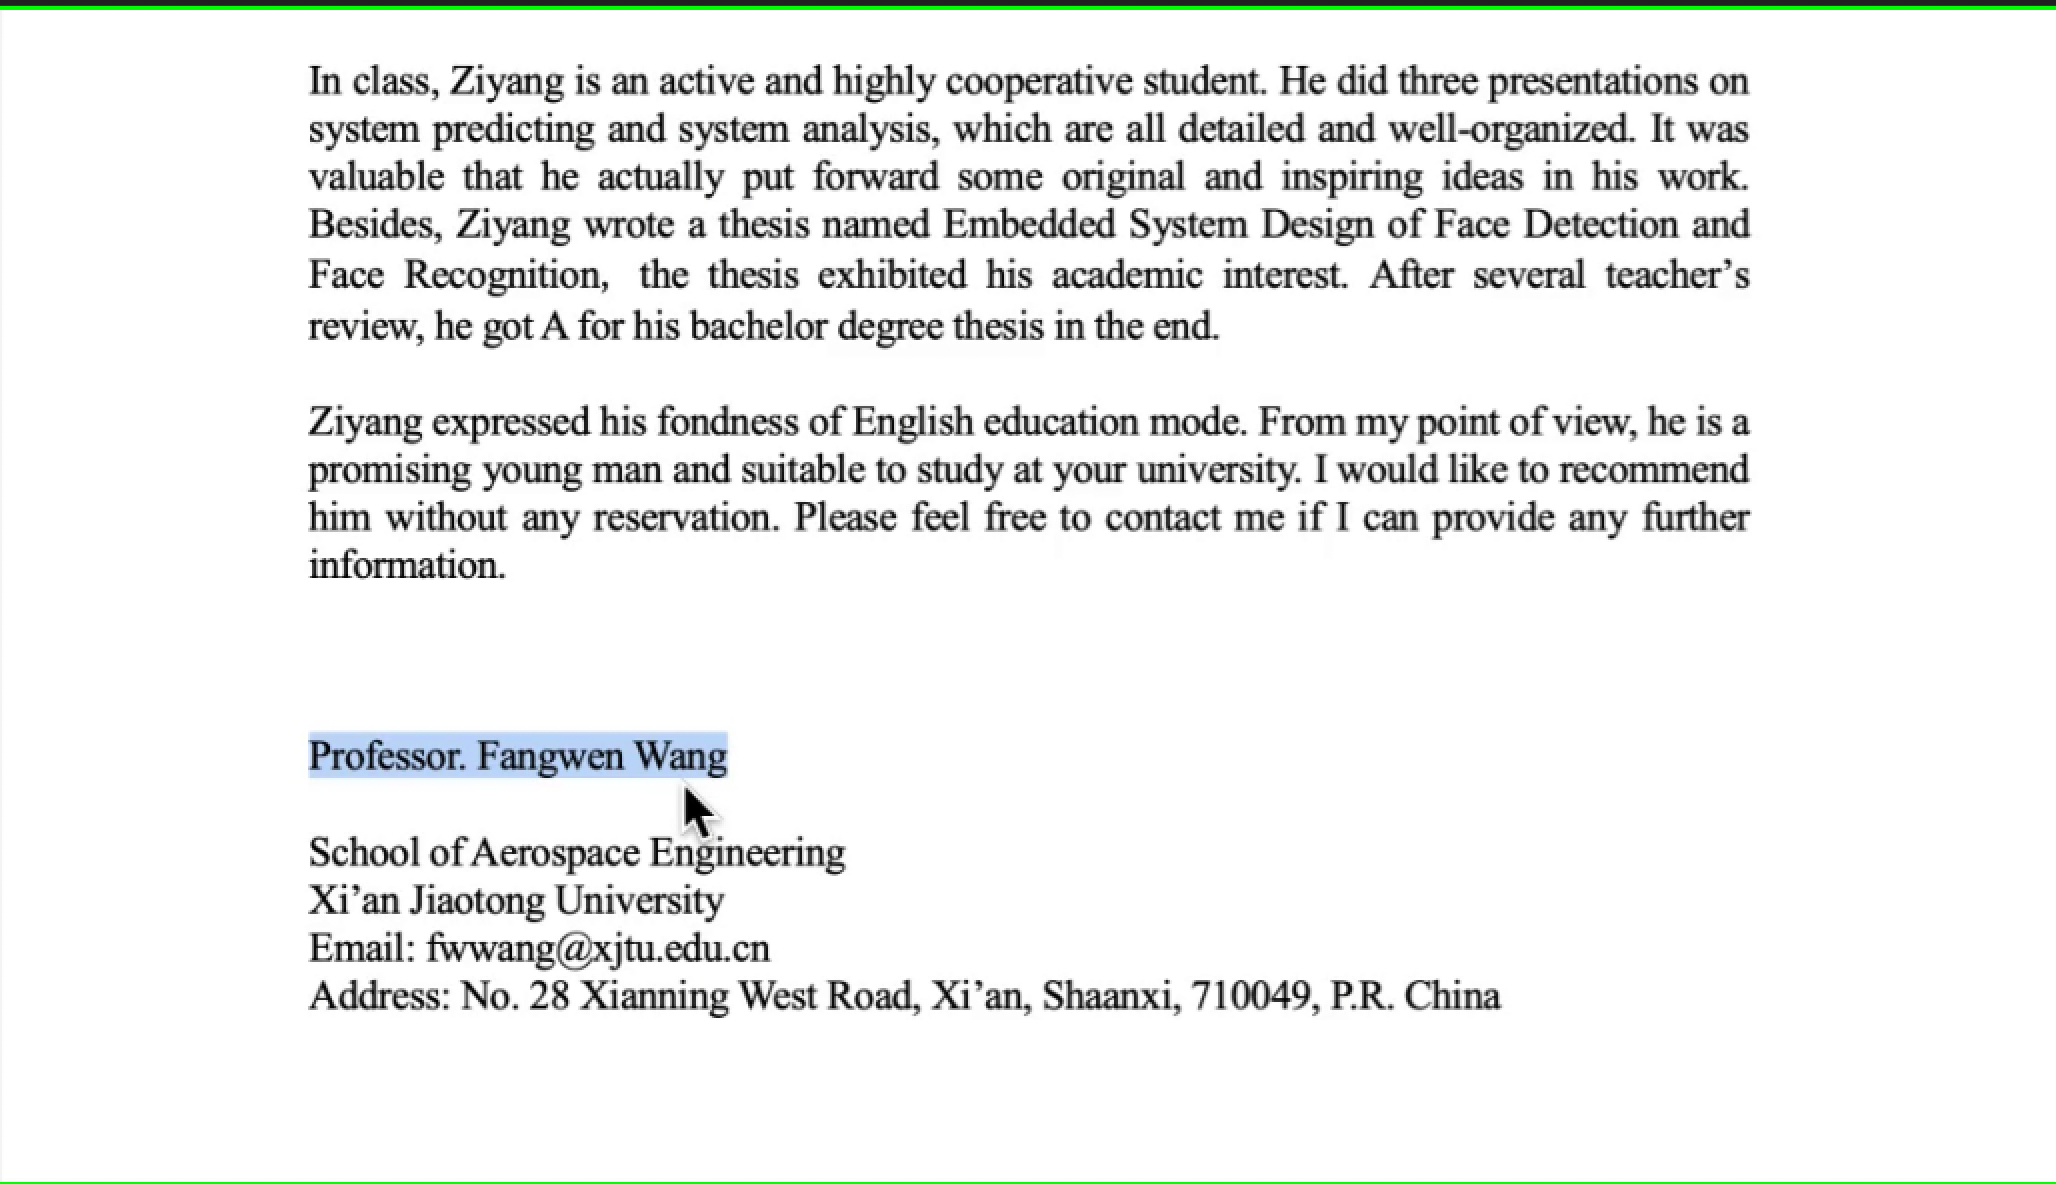 In class, Ziyang is an active and highly cooperative student. He did three presentations on
system predicting and system analysis, which are all detailed and well-organized. It was
valuable that he actually put forward some original and inspiring ideas in his work.
Besides, Ziyang wrote a thesis named Embedded System Design of Face Detection and
Face Recognition, the thesis exhibited his academic interest. After several teacher’s
review, he got A for his bachelor degree thesis in the end.
Ziyang expressed his fondness of English education mode. From my point of view, he is a
promising young man and suitable to study at your university. I would like to recommend
him without any reservation. Please feel free to contact me if I can provide any further
information.
Professor. Fangwen Wang
School of Aerospace Engineering
Xi’an Jiaotong University
Email: fwwang@xjtu.edu.cn
Address: No. 28 Xianning West Road, Xi’an, Shaanxi, 710049, P.R. China